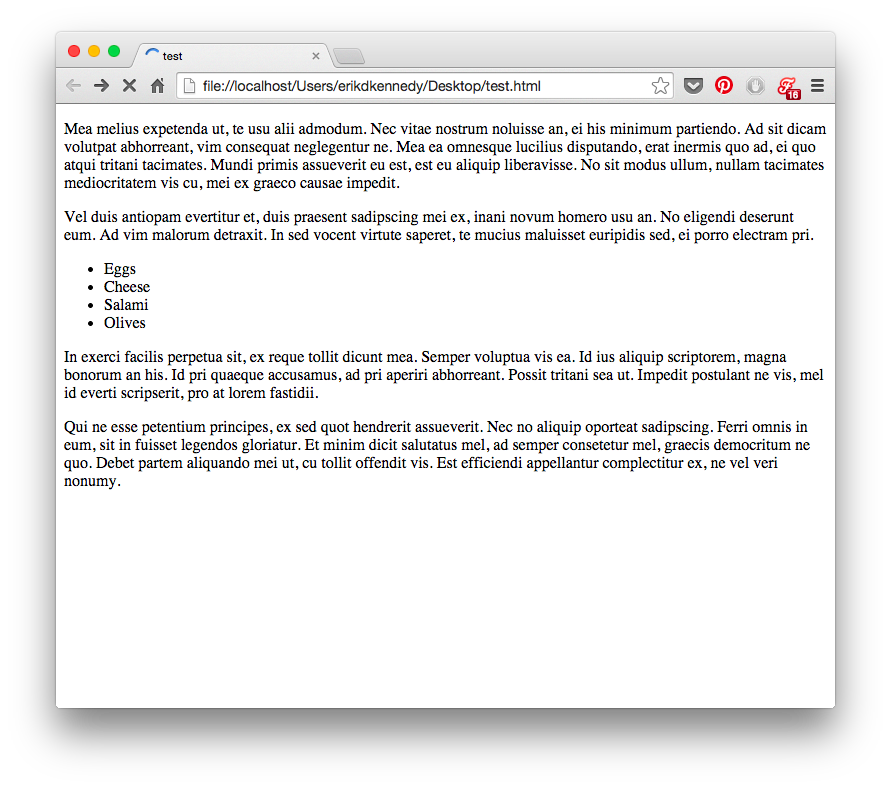 test
file://localhost/Users/erikdkennedy/Desktop/test.html
16
Mea melius expetenda ut, te usu alii admodum. Nec vitae nostrum noluisse an, ei his minimum partiendo. Ad sit dicam
volutpat abhorreant, vim consequat neglegentur ne. Mea ea omnesque lucilius disputando, erat inermis quo ad, ei quo
atqui tritani tacimates. Mundi primis assueverit eu est, est eu aliquip liberavisse. No sit modus ullum, nullam tacimates
mediocritatem vis cu, mei ex graeco causae impedit.
Vel duis antiopam evertitur et, duis praesent sadipscing mei ex, inani novum homero usu an. No eligendi deserunt
eum. Ad vim malorum detraxit. In sed vocent virtute saperet, te mucius maluisset euripidis sed, ei porro electram pri.
• Eggs
• Cheese
• Salami
• Olives
In exerci facilis perpetua sit, ex reque tollit dicunt mea. Semper voluptua vis ea. Id ius aliquip scriptorem, magna
bonorum an his. Id pri quaeque accusamus, ad pri aperiri abhorreant. Possit tritani sea ut. Impedit postulant ne vis, mel
id everti scripserit, pro at lorem fastidii.
Qui ne esse petentium principes, ex sed quot hendrerit assueverit. Nec no aliquip oporteat sadipscing. Ferri omnis in
eum, sit in fuisset legendos gloriatur. Et minim dicit salutatus mel, ad semper consetetur mel, graecis democritum ne
quo. Debet partem aliquando mei ut, cu tollit offendit vis. Est efficiendi appellantur complectitur ex, ne vel veri
nonumy.